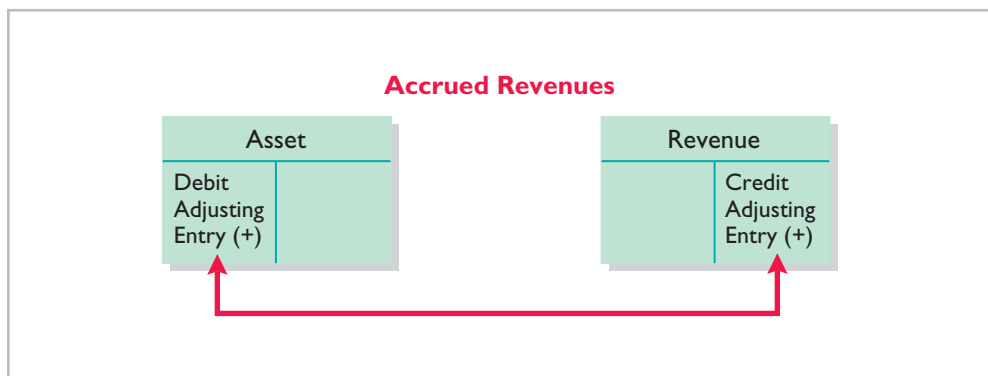 Accrued Revenues
Asset
Debit
Adjusting
Entry (+)
Revenue
Credit
Adjusting
Entry (+)